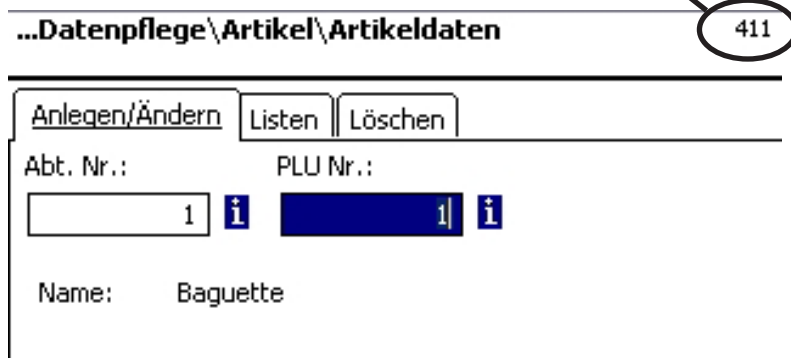 ...Datenpflege\Artikel\Artikeldaten 411
Anlegen/Ändern Listen Löschen
Abt. Nr.: PLU Nr.:
1 i 1 i
Name: Baguette